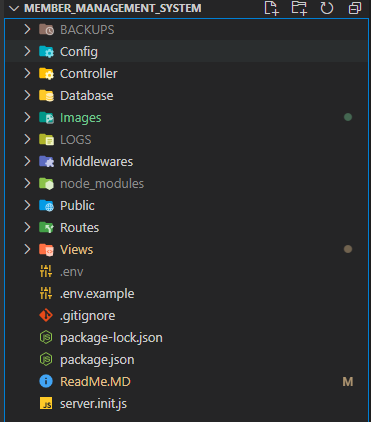 MEMBER_MANAGEMENT_SYSTEM
BACKUPS
Config
Controller
Database
Images
LOGS
Middlewares
node_modules
Public
Routes
Views
.env
.env.example
.gitignore
package-lock.json
package.json
ReadMe.MD M
server.init.js